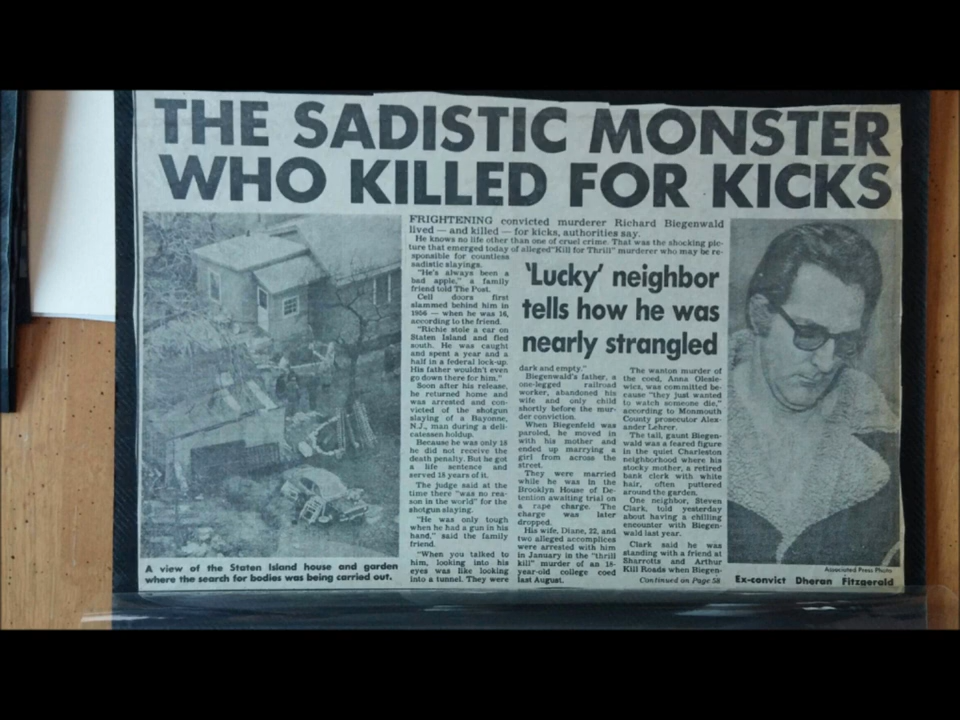 THE SADISTIC MONSTER
WHO KILLED FOR KICKS
FRIGHTENING convicted murderer Richard Biegenwald
lived — and killed — for kicks, authorities say.
He knows no life other than one of cruel crime. That was the shocking pic-
ture that emerged today of alleged "Kill for Thrill" murderer who may be re-
sponsible for countless
sadistic slayings.
"He's always been a
bad apple," a family
friend told The Post.
Cell doors first
slammed behind him in
1956 — when he was 16,
according to the friend.
"Richie stole a car on
Staten Island and fled
south. He was caught
and spent a year and a
half in a federal lock-up.
His father wouldn't even
go down there for him."
Soon after his release,
he returned home and
was arrested and con-
victed of the shotgun
slaying of a Bayonne,
N.J., man during a deli-
catessen holdup.
Because he was only 18
he did not receive the
death penalty. But he got
a life sentence and
served 18 years of it.
The judge said at the
time there "was no rea-
son in the world" for the
shotgun slaying.
"He was only tough
when he had a gun in his
hand," said the family
friend.
"When you talked to
him, looking into his
eyes was like looking
into a tunnel. They were
'Lucky' neighbor
tells how he was
nearly strangled
dark and empty."
Biegenwald's father, a
one-legged railroad
worker, abandoned his
wife and only child
shortly before the mur-
der conviction.
When Biegenfeld was
paroled, he moved in
with his mother and
ended up marrying a
girl from across the
street.
They were married
while he was in the
Brooklyn House of De-
tention awaiting trial on
a rape charge. The
charge was later
dropped.
His wife, Diane, 22, and
two alleged accomplices
were arrested with him
in January in the "thrill
kill" murder of an 18-
year-old college coed
last August.
The wanton murder of
the coed, Anna Olesie-
wicz, was committed be-
cause "they just wanted
to watch someone die,"
according to Monmouth
County prosecutor Alex-
ander Lehrer.
The tall, gaunt Biegen-
wald was a feared figure
in the quiet Charleston
neighborhood where his
stocky mother, a retired
bank clerk with white
hair, often puttered
around the garden.
One neighbor, Steven
Clark, told yesterday
about having a chilling
encounter with Biegen-
wald last year.
Clark said he was
standing with a friend at
Sharrotts and Arthur
Kill Roads when Biegen-
Continued on Page 58
A view of the Staten Island house and garden
where the search for bodies was being carried out.
Associated Press Photo
Ex-convict Dheran Fitzgerald